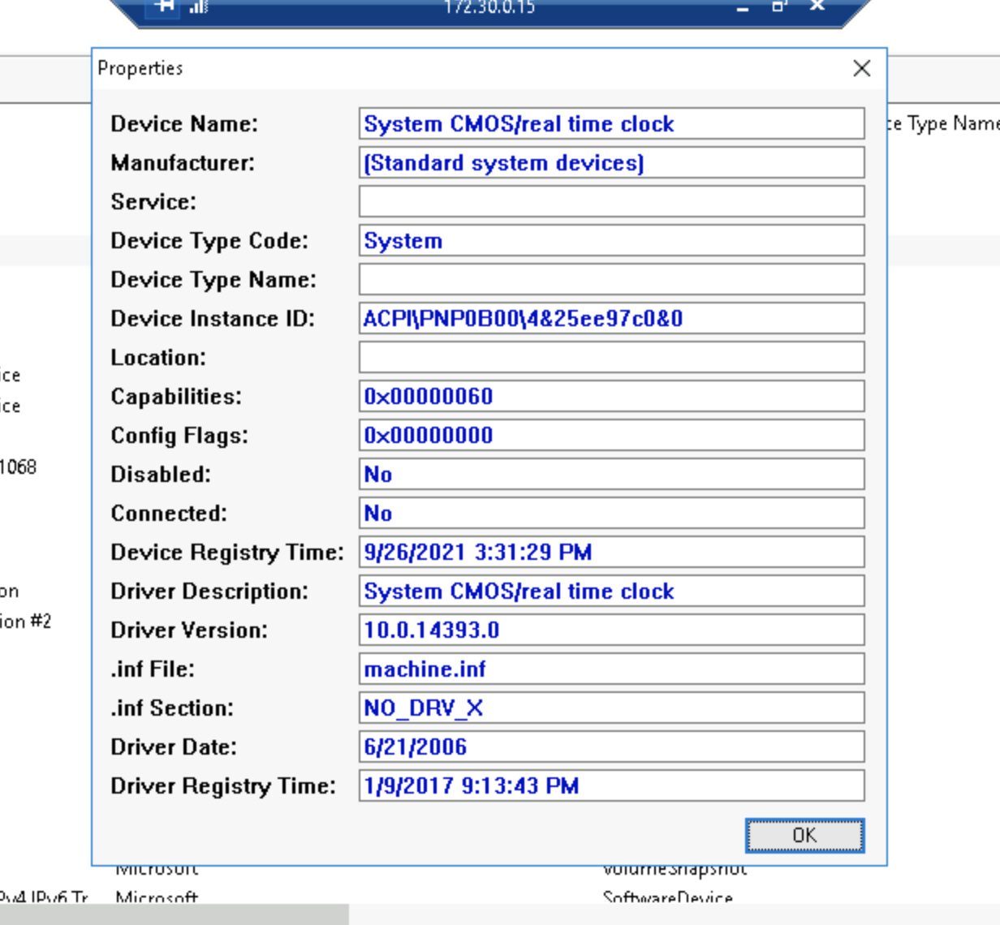 172.30.0.15
Properties
Device Name: System CMOS/real time clock
Manufacturer: (Standard system devices)
Service:
Device Type Code: System
Device Type Name:
Device Instance ID: ACPI\PNP0B00\4&25ee97c0&0
Location:
Capabilities: 0x00000060
Config Flags: 0x00000000
Disabled: No
Connected: No
Device Registry Time: 9/26/2021 3:31:29 PM
Driver Description: System CMOS/real time clock
Driver Version: 10.0.14393.0
.inf File: machine.inf
.inf Section: NO_DRV_X
Driver Date: 6/21/2006
Driver Registry Time: 1/9/2017 9:13:43 PM
OK
ce Type Name
ice
ice
1068
on
ion #2
Microsoft VolumeSnapshot
Pv4 IPv6 Tr... Microsoft SoftwareDevice